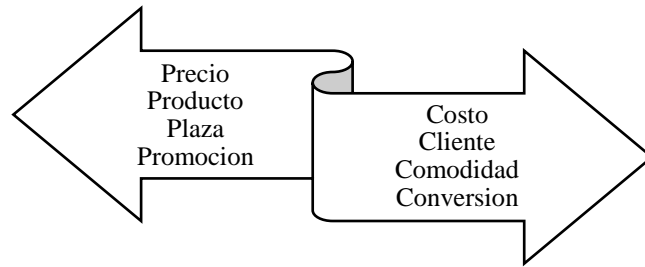 Precio
Producto
Plaza
Promocion
Costo
Cliente
Comodidad
Conversion